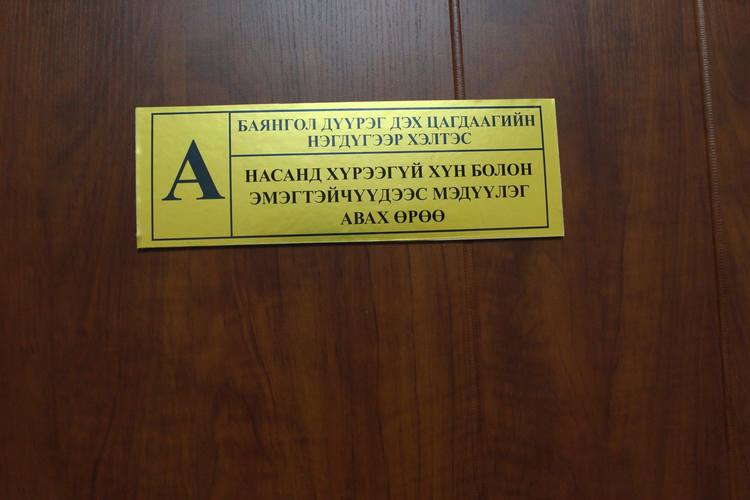 А
БАЯНГОЛ ДҮҮРЭГ ДЭХ ЦАГДААГИЙН
НЭГДҮГЭЭР ХЭЛТЭС
НАСАНД ХҮРЭЭГҮЙ ХҮН БОЛОН
ЭМЭГТЭЙЧҮҮДЭЭС МЭДҮҮЛЭГ
АВАХ ӨРӨӨ